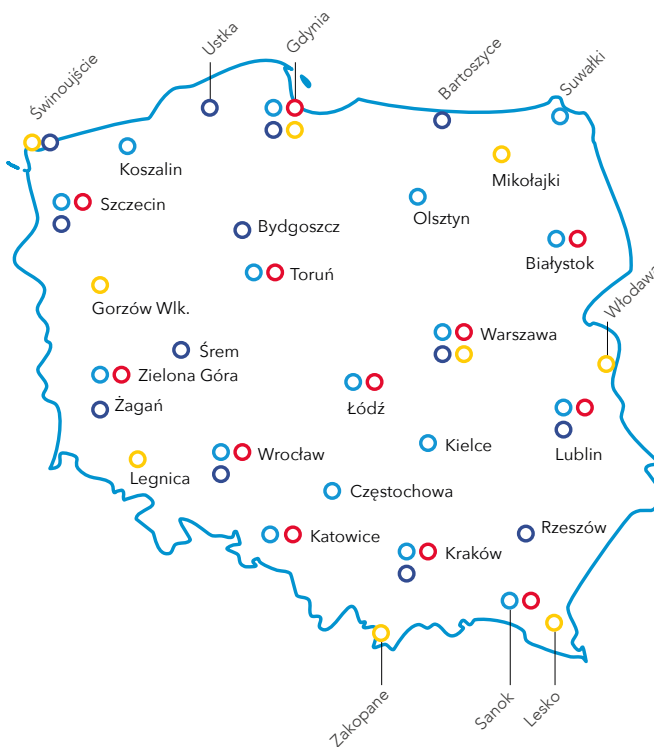 Świnoujście
Ustka
Gdynia
Bartoszyce
Suwałki
Koszalin
Mikołajki
Szczecin
Olsztyn
Bydgoszcz
Białystok
Toruń
Gorzów Wlk.
Włodawa
Warszawa
Śrem
Zielona Góra
Żagań
Łódź
Kielce
Lublin
Wrocław
Legnica
Częstochowa
Katowice
Rzeszów
Kraków
Zakopane
Sanok
Lesko